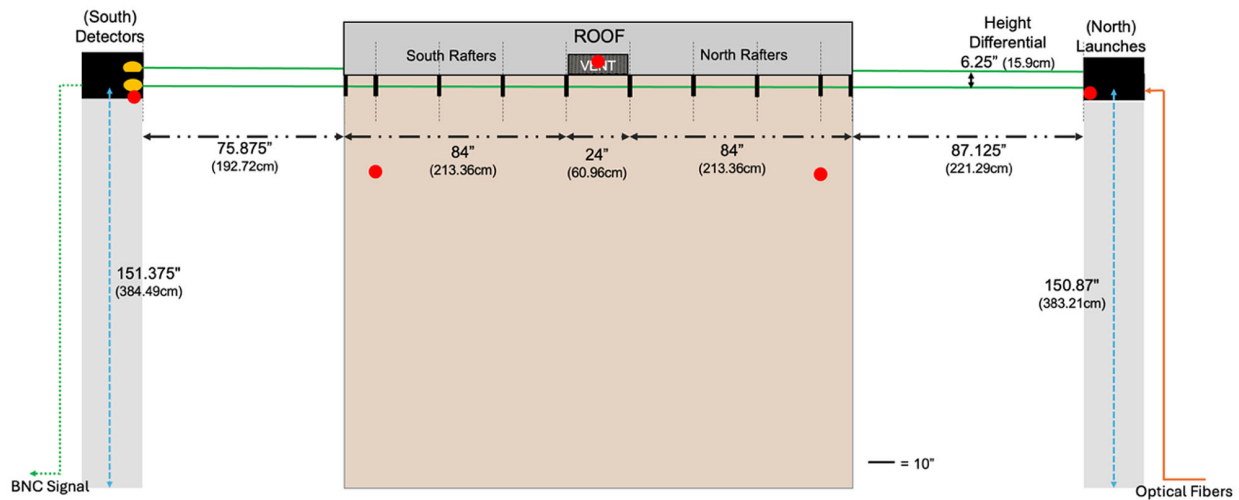 (South)
Detectors
ROOF
South Rafters
VENT
North Rafters
Height
Differential
6.25” (15.9cm)
(North)
Launches
75.875”
(192.72cm)
84”
(213.36cm)
24”
(60.96cm)
84”
(213.36cm)
87.125”
(221.29cm)
151.375”
(384.49cm)
150.87”
(383.21cm)
= 10”
BNC Signal
Optical Fibers